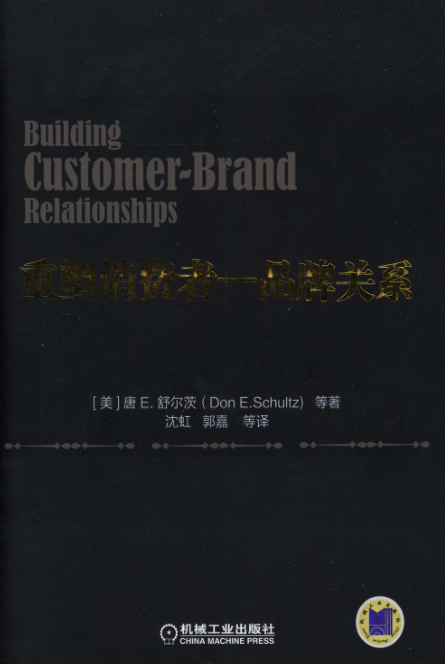 Building
Customer-Brand
Relationships
重塑消费者—品牌关系
[美]唐 E. 舒尔茨(Don E.Schultz) 等著
沈虹 郭嘉 等译
机械工业出版社
CHINA MACHINE PRESS